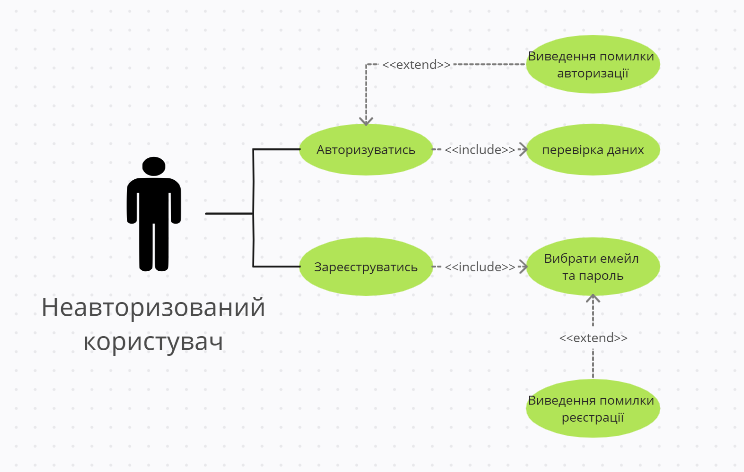 Виведення помилки
авторизації
<<extend>>
Авторизуватись
<<include>>
перевірка даних
Зареєструватись
<<include>>
Вибрати емейл
та пароль
Неавторизований
користувач
<<extend>>
Виведення помилки
реєстрації